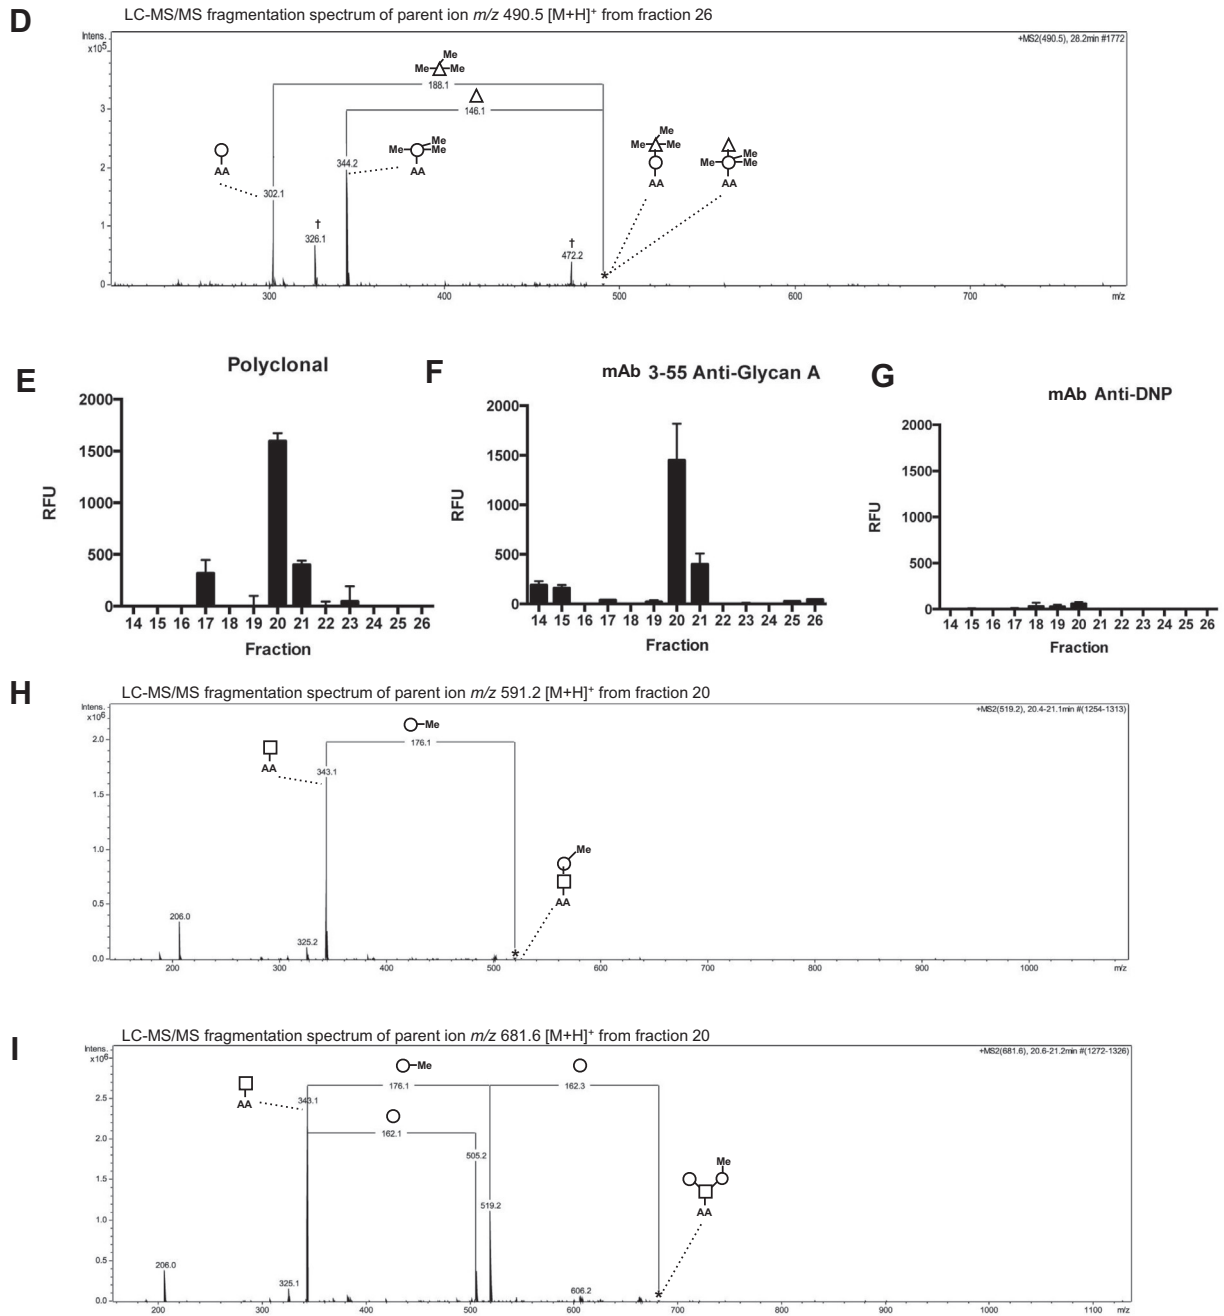 D
LC-MS/MS fragmentation spectrum of parent ion m/z 490.5 [M+H]+ from fraction 26
Intens.
x10^5
+MS2(490.5), 28.2min #1772
Me
Me Me
188.1
146.1
3
2
1
0
AA
302.1
† 326.1
344.2
Me Me
Me
AA
† 472.2
*
Me
Me Me
AA
Me
Me Me
AA
300 400 500 600 700 m/z
E
Polyclonal
RFU
2000
1500
1000
500
0
14 15 16 17 18 19 20 21 22 23 24 25 26
Fraction
F
mAb 3-55 Anti-Glycan A
RFU
2000
1500
1000
500
0
14 15 16 17 18 19 20 21 22 23 24 25 26
Fraction
G
mAb Anti-DNP
RFU
2000
1500
1000
500
0
14 15 16 17 18 19 20 21 22 23 24 25 26
Fraction
H
LC-MS/MS fragmentation spectrum of parent ion m/z 591.2 [M+H]+ from fraction 20
Intens.
x10^6
+MS2(519.2), 20.4-21.1min #(1254-1313)
Me
176.1
AA
343.1
2.0
1.5
1.0
0.5
0.0
206.0
325.2
Me
AA
*
200 300 400 500 600 700 800 900 1000 m/z
I
LC-MS/MS fragmentation spectrum of parent ion m/z 681.6 [M+H]+ from fraction 20
Intens.
x10^6
+MS2(681.6), 20.6-21.2min #(1272-1326)
Me
176.1
162.3
AA
343.1
162.1
2.5
2.0
1.5
1.0
0.5
0.0
505.2
519.2
206.0
325.1
606.2
Me
AA
*
200 300 400 500 600 700 800 900 1000 1100 m/z